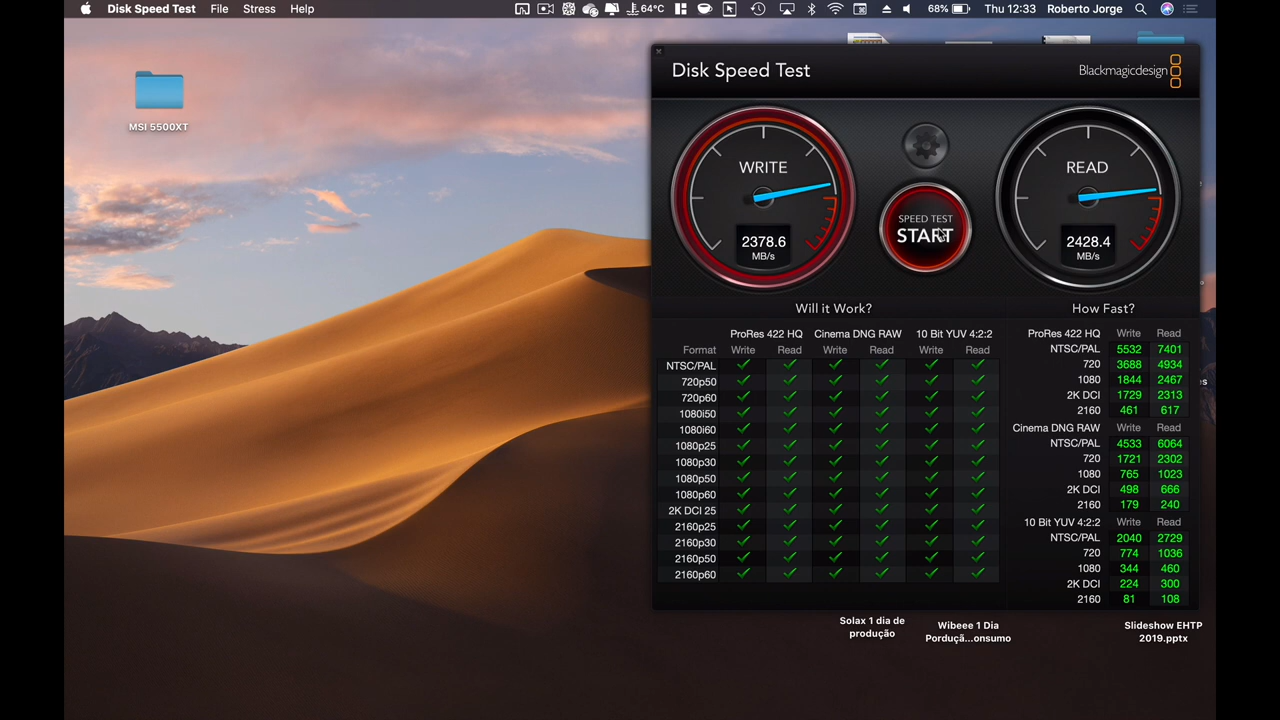 Disk Speed Test File Stress Help 64°C 68% Thu 12:33 Roberto Jorge
MSI 5500XT
Disk Speed Test
Blackmagicdesign
WRITE
2378.6
MB/s
SPEED TEST
START
READ
2428.4
MB/s
Will it Work?
ProRes 422 HQ Cinema DNG RAW 10 Bit YUV 4:2:2
Format Write Read Write Read Write Read
NTSC/PAL
720p50
720p60
1080i50
1080i60
1080p25
1080p30
1080p50
1080p60
2K DCI 25
2160p25
2160p30
2160p50
2160p60
How Fast?
ProRes 422 HQ Write Read
NTSC/PAL 5532 7401
720 3688 4934
1080 1844 2467
2K DCI 1729 2313
2160 461 617
Cinema DNG RAW Write Read
NTSC/PAL 4533 6064
720 1721 2302
1080 765 1023
2K DCI 498 666
2160 179 240
10 Bit YUV 4:2:2 Write Read
NTSC/PAL 2040 2729
720 774 1036
1080 344 460
2K DCI 224 300
2160 81 108
Solax 1 dia de
produção
Wibeee 1 Dia
Porduçã...onsumo
Slideshow EHTP
2019.pptx